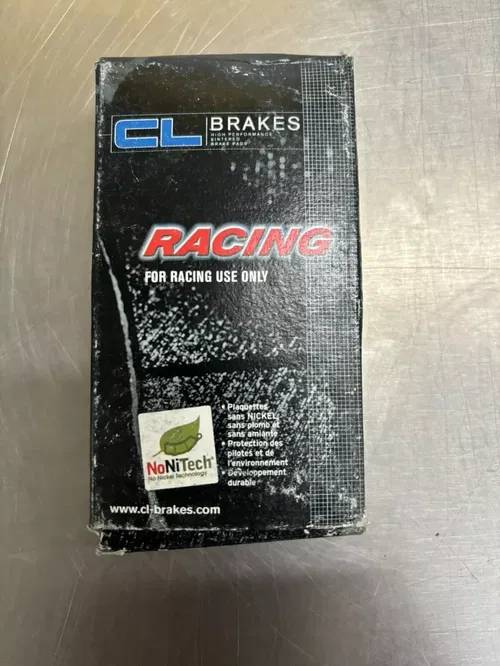 CL BRAKES
HIGH PERFORMANCE
SINTERED
BRAKE PADS
RACING
FOR RACING USE ONLY
• Plaquettes
sans NICKEL,
sans plomb et
sans amiante
• Protection des
pilotes et de
l'environnement
• Développement
durable
NoNiTech®
No Nickel Technology
www.cl-brakes.com